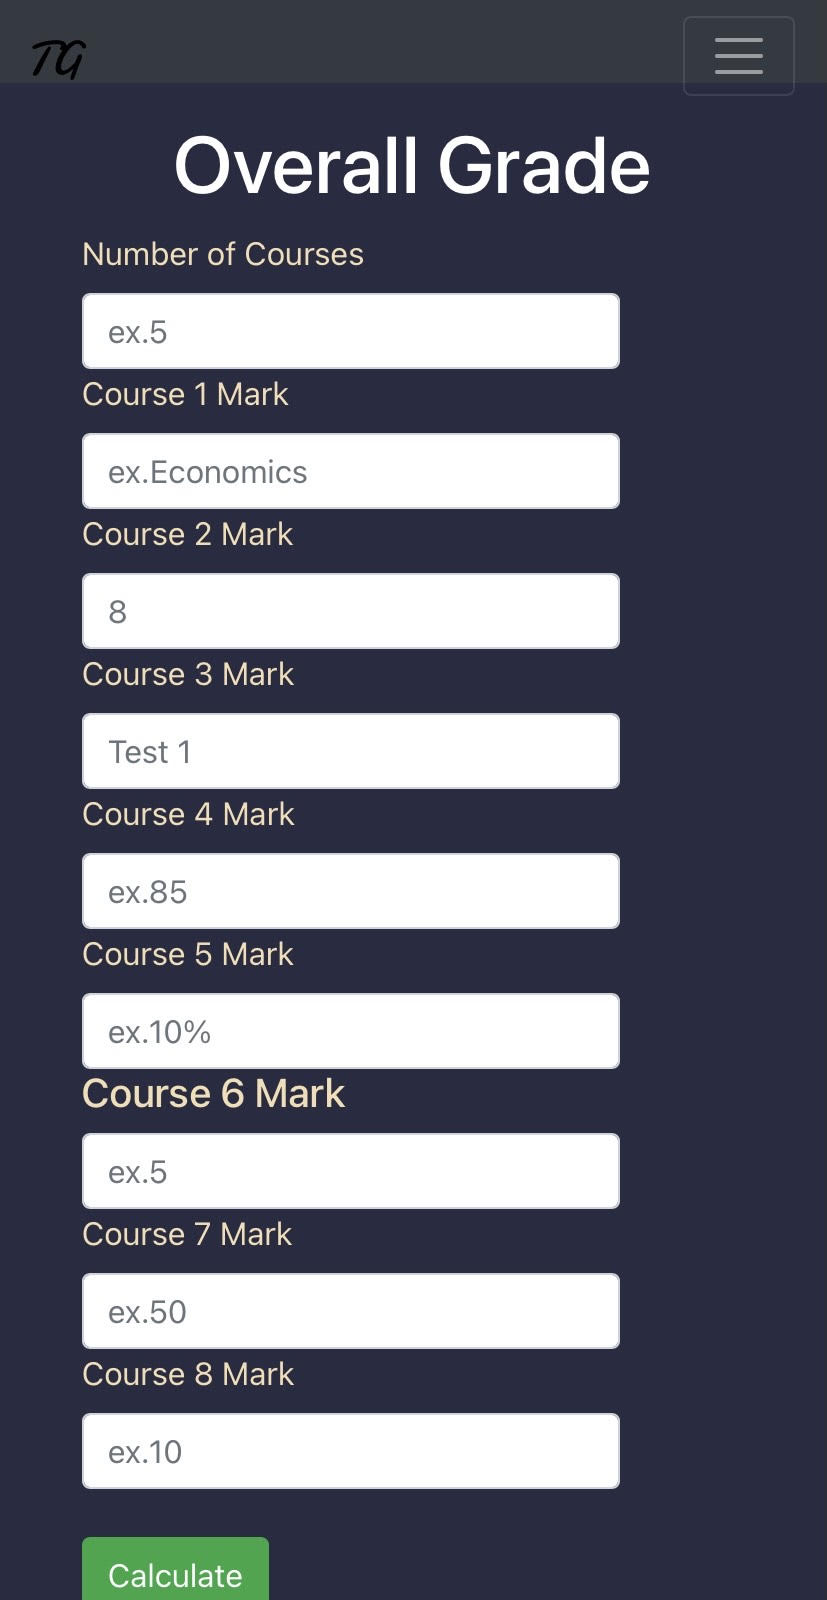 TG
Overall Grade
Number of Courses
ex.5
Course 1 Mark
ex.Economics
Course 2 Mark
8
Course 3 Mark
Test 1
Course 4 Mark
ex.85
Course 5 Mark
ex.10%
Course 6 Mark
ex.5
Course 7 Mark
ex.50
Course 8 Mark
ex.10
Calculate